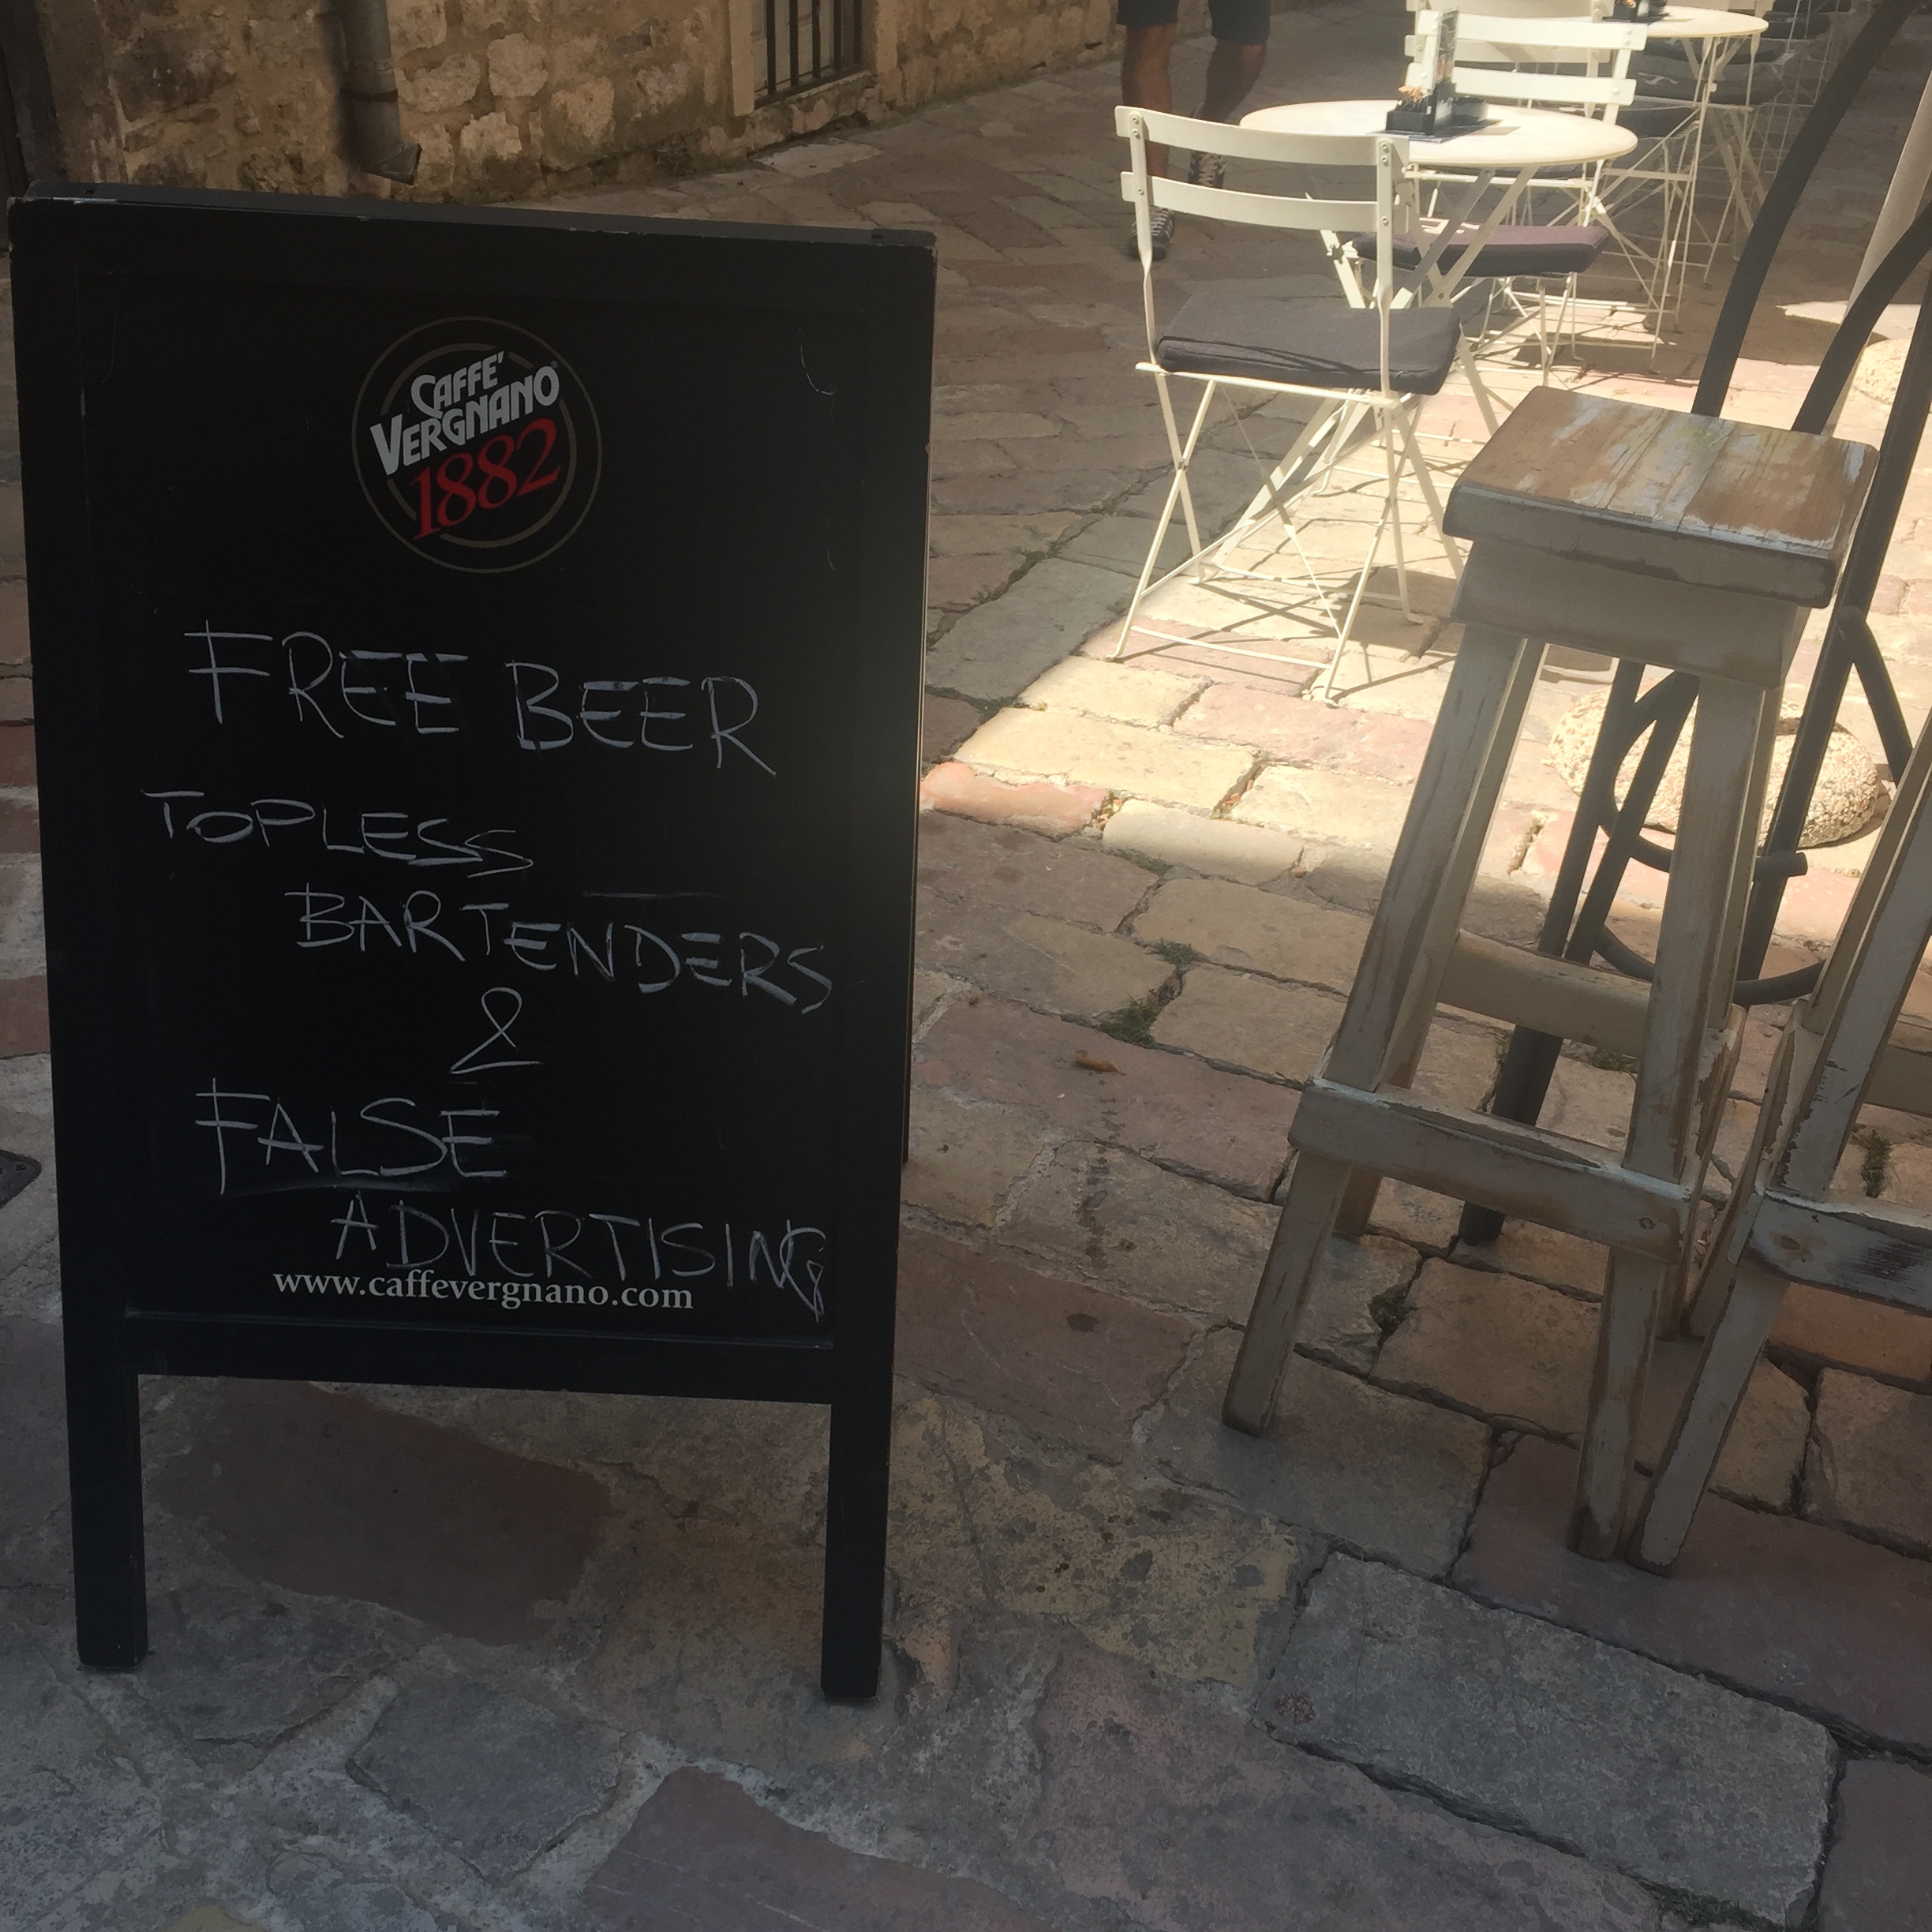 CAFFE'
VERGNANO
1882
FREE BEER
TOPLESS
BARTENDERS
&
FALSE
ADVERTISING
www.caffevergnano.com